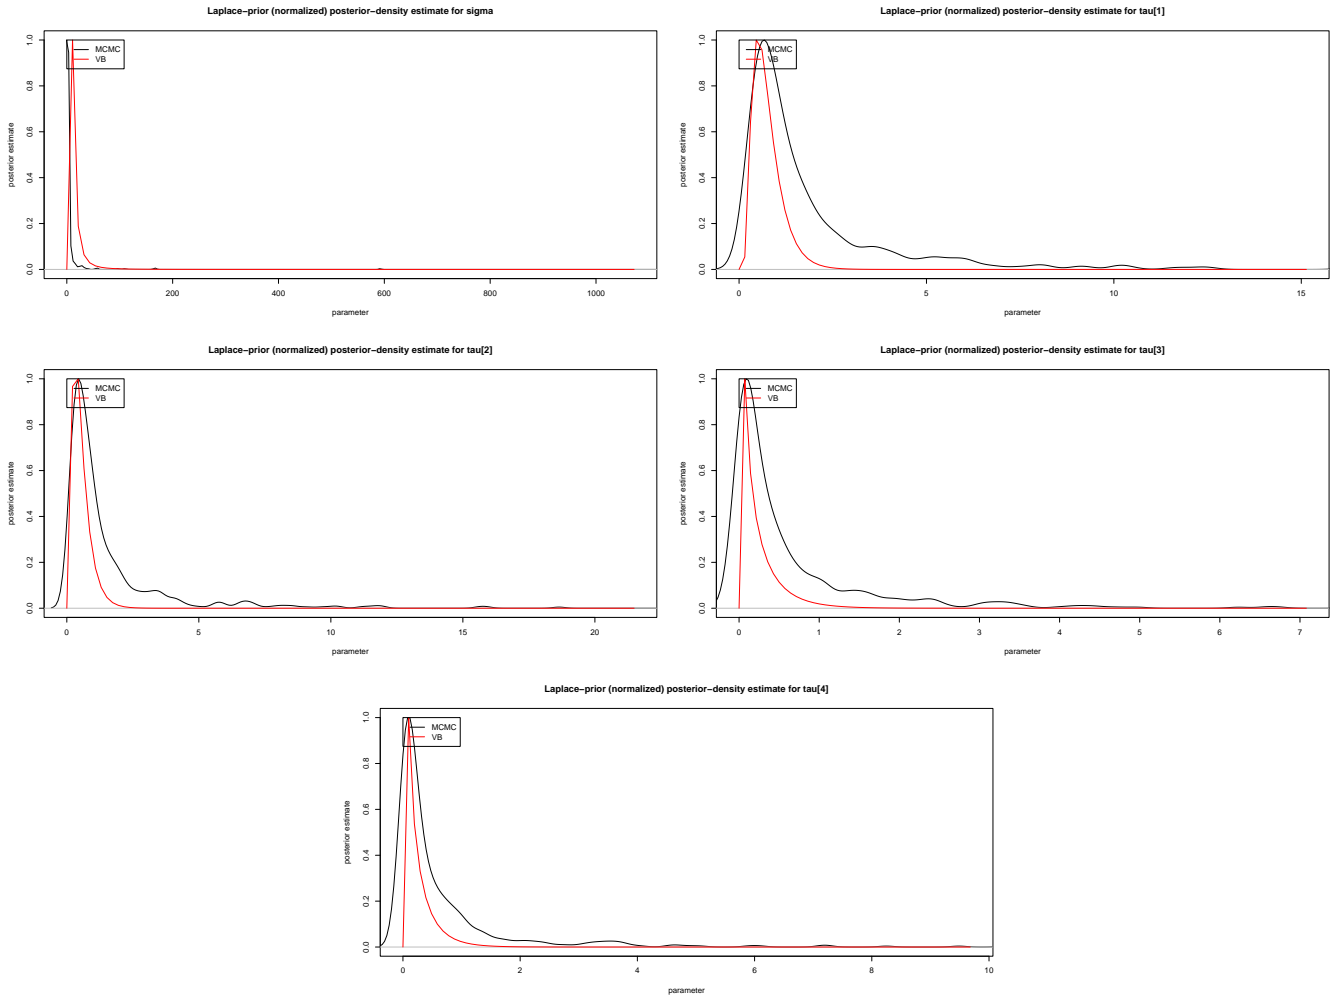 Laplace−prior (normalized) posterior−density estimate for sigma
posterior estimate
1.0
0.8
0.6
0.4
0.2
0.0
MCMC
VB
0 200 400 600 800 1000
parameter
Laplace−prior (normalized) posterior−density estimate for tau[1]
posterior estimate
1.0
0.8
0.6
0.4
0.2
0.0
MCMC
VB
0 5 10 15
parameter
Laplace−prior (normalized) posterior−density estimate for tau[2]
posterior estimate
1.0
0.8
0.6
0.4
0.2
0.0
MCMC
VB
0 5 10 15 20
parameter
Laplace−prior (normalized) posterior−density estimate for tau[3]
posterior estimate
1.0
0.8
0.6
0.4
0.2
0.0
MCMC
VB
0 1 2 3 4 5 6 7
parameter
Laplace−prior (normalized) posterior−density estimate for tau[4]
posterior estimate
1.0
0.8
0.6
0.4
0.2
0.0
MCMC
VB
0 2 4 6 8 10
parameter